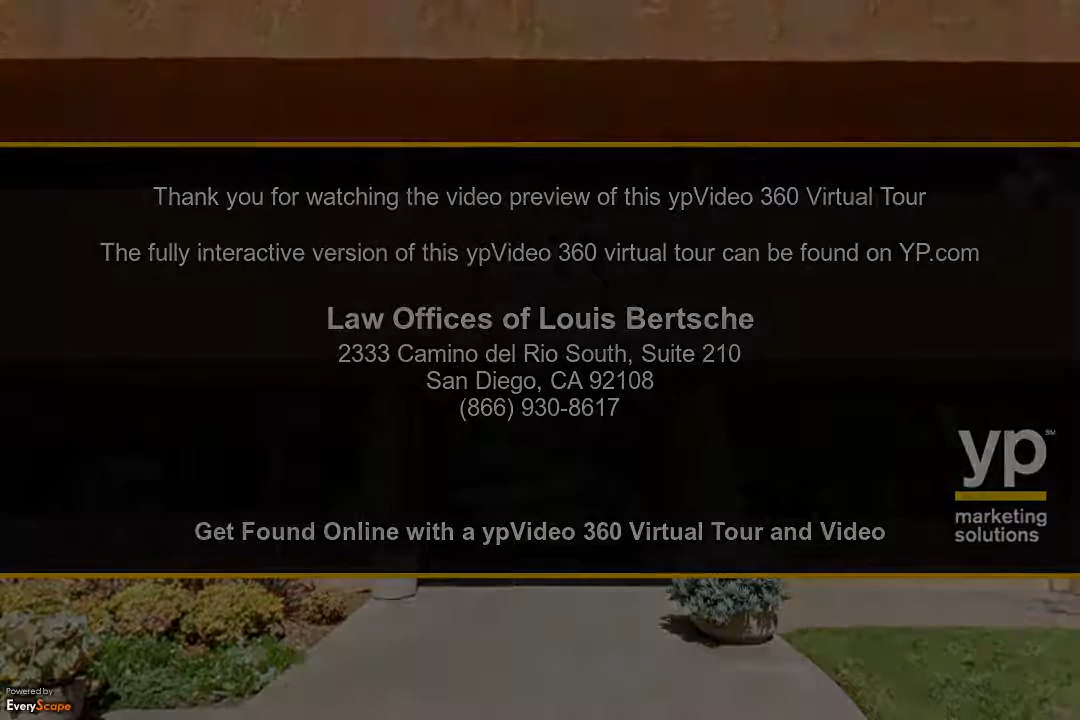 Thank you for watching the video preview of this ypVideo 360 Virtual Tour
The fully interactive version of this ypVideo 360 virtual tour can be found on YP.com
Law Offices of Louis Bertsche
2333 Camino del Rio South, Suite 210
San Diego, CA 92108
(866) 930-8617
yp℠
marketing
solutions
Get Found Online with a ypVideo 360 Virtual Tour and Video
Powered by
EveryScape